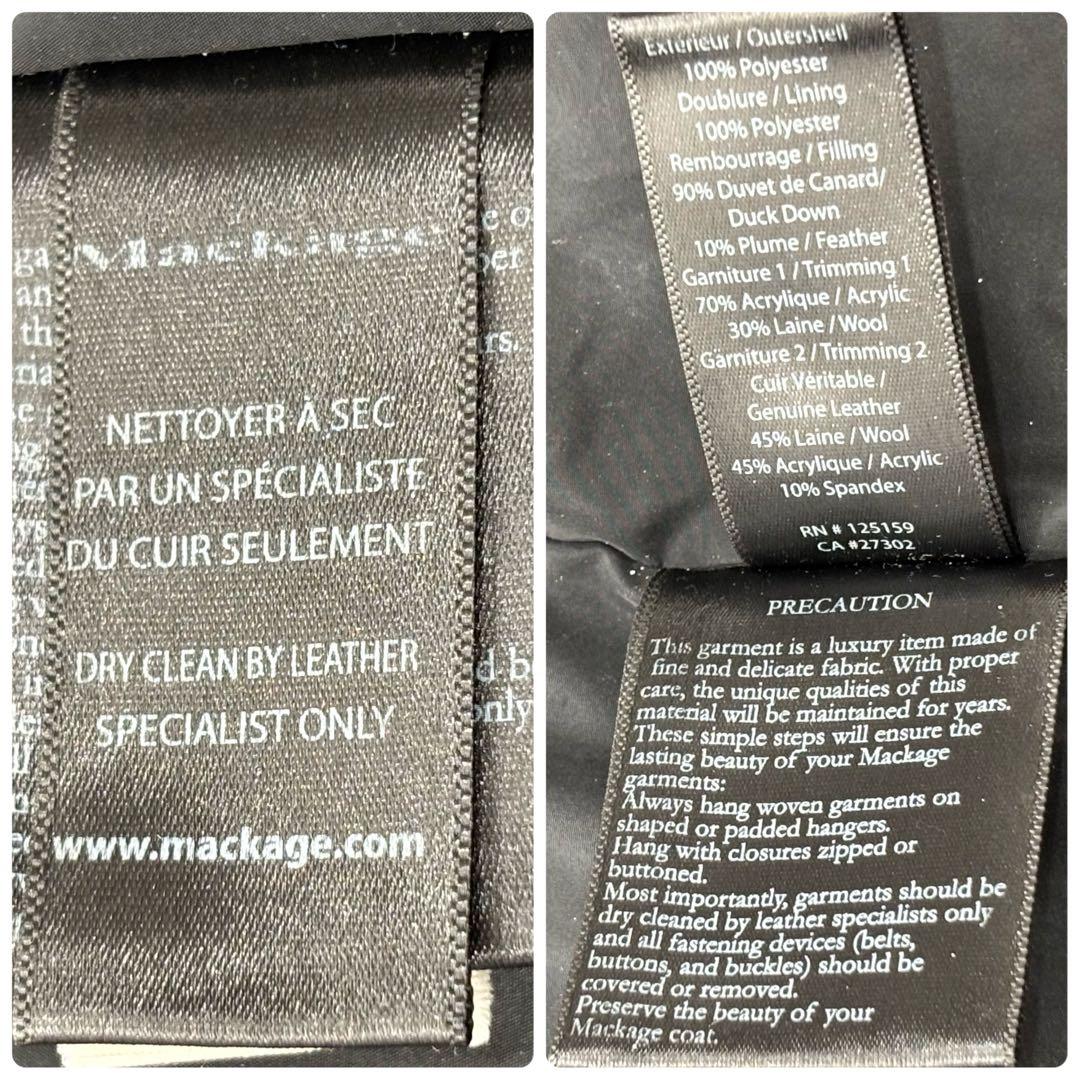 Mackage
NETTOYER À SEC
PAR UN SPÉCIALISTE
DU CUIR SEULEMENT
DRY CLEAN BY LEATHER
SPECIALIST ONLY
www.mackage.com
Extérieur / Outershell
100% Polyester
Doublure / Lining
100% Polyester
Rembourrage / Filling
90% Duvet de Canard/
Duck Down
10% Plume / Feather
Garniture 1 / Trimming 1
70% Acrylique / Acrylic
30% Laine / Wool
Garniture 2 / Trimming 2
Cuir Véritable /
Genuine Leather
45% Laine / Wool
45% Acrylique / Acrylic
10% Spandex
RN # 125159
CA #27302
PRECAUTION
This garment is a luxury item made of
fine and delicate fabric. With proper
care, the unique qualities of this
material will be maintained for years.
These simple steps will ensure the
lasting beauty of your Mackage
garments:
Always hang woven garments on
shaped or padded hangers.
Hang with closures zipped or
buttoned.
Most importantly, garments should be
dry cleaned by leather specialists only
and all fastening devices (belts,
buttons, and buckles) should be
covered or removed.
Preserve the beauty of your
Mackage coat.